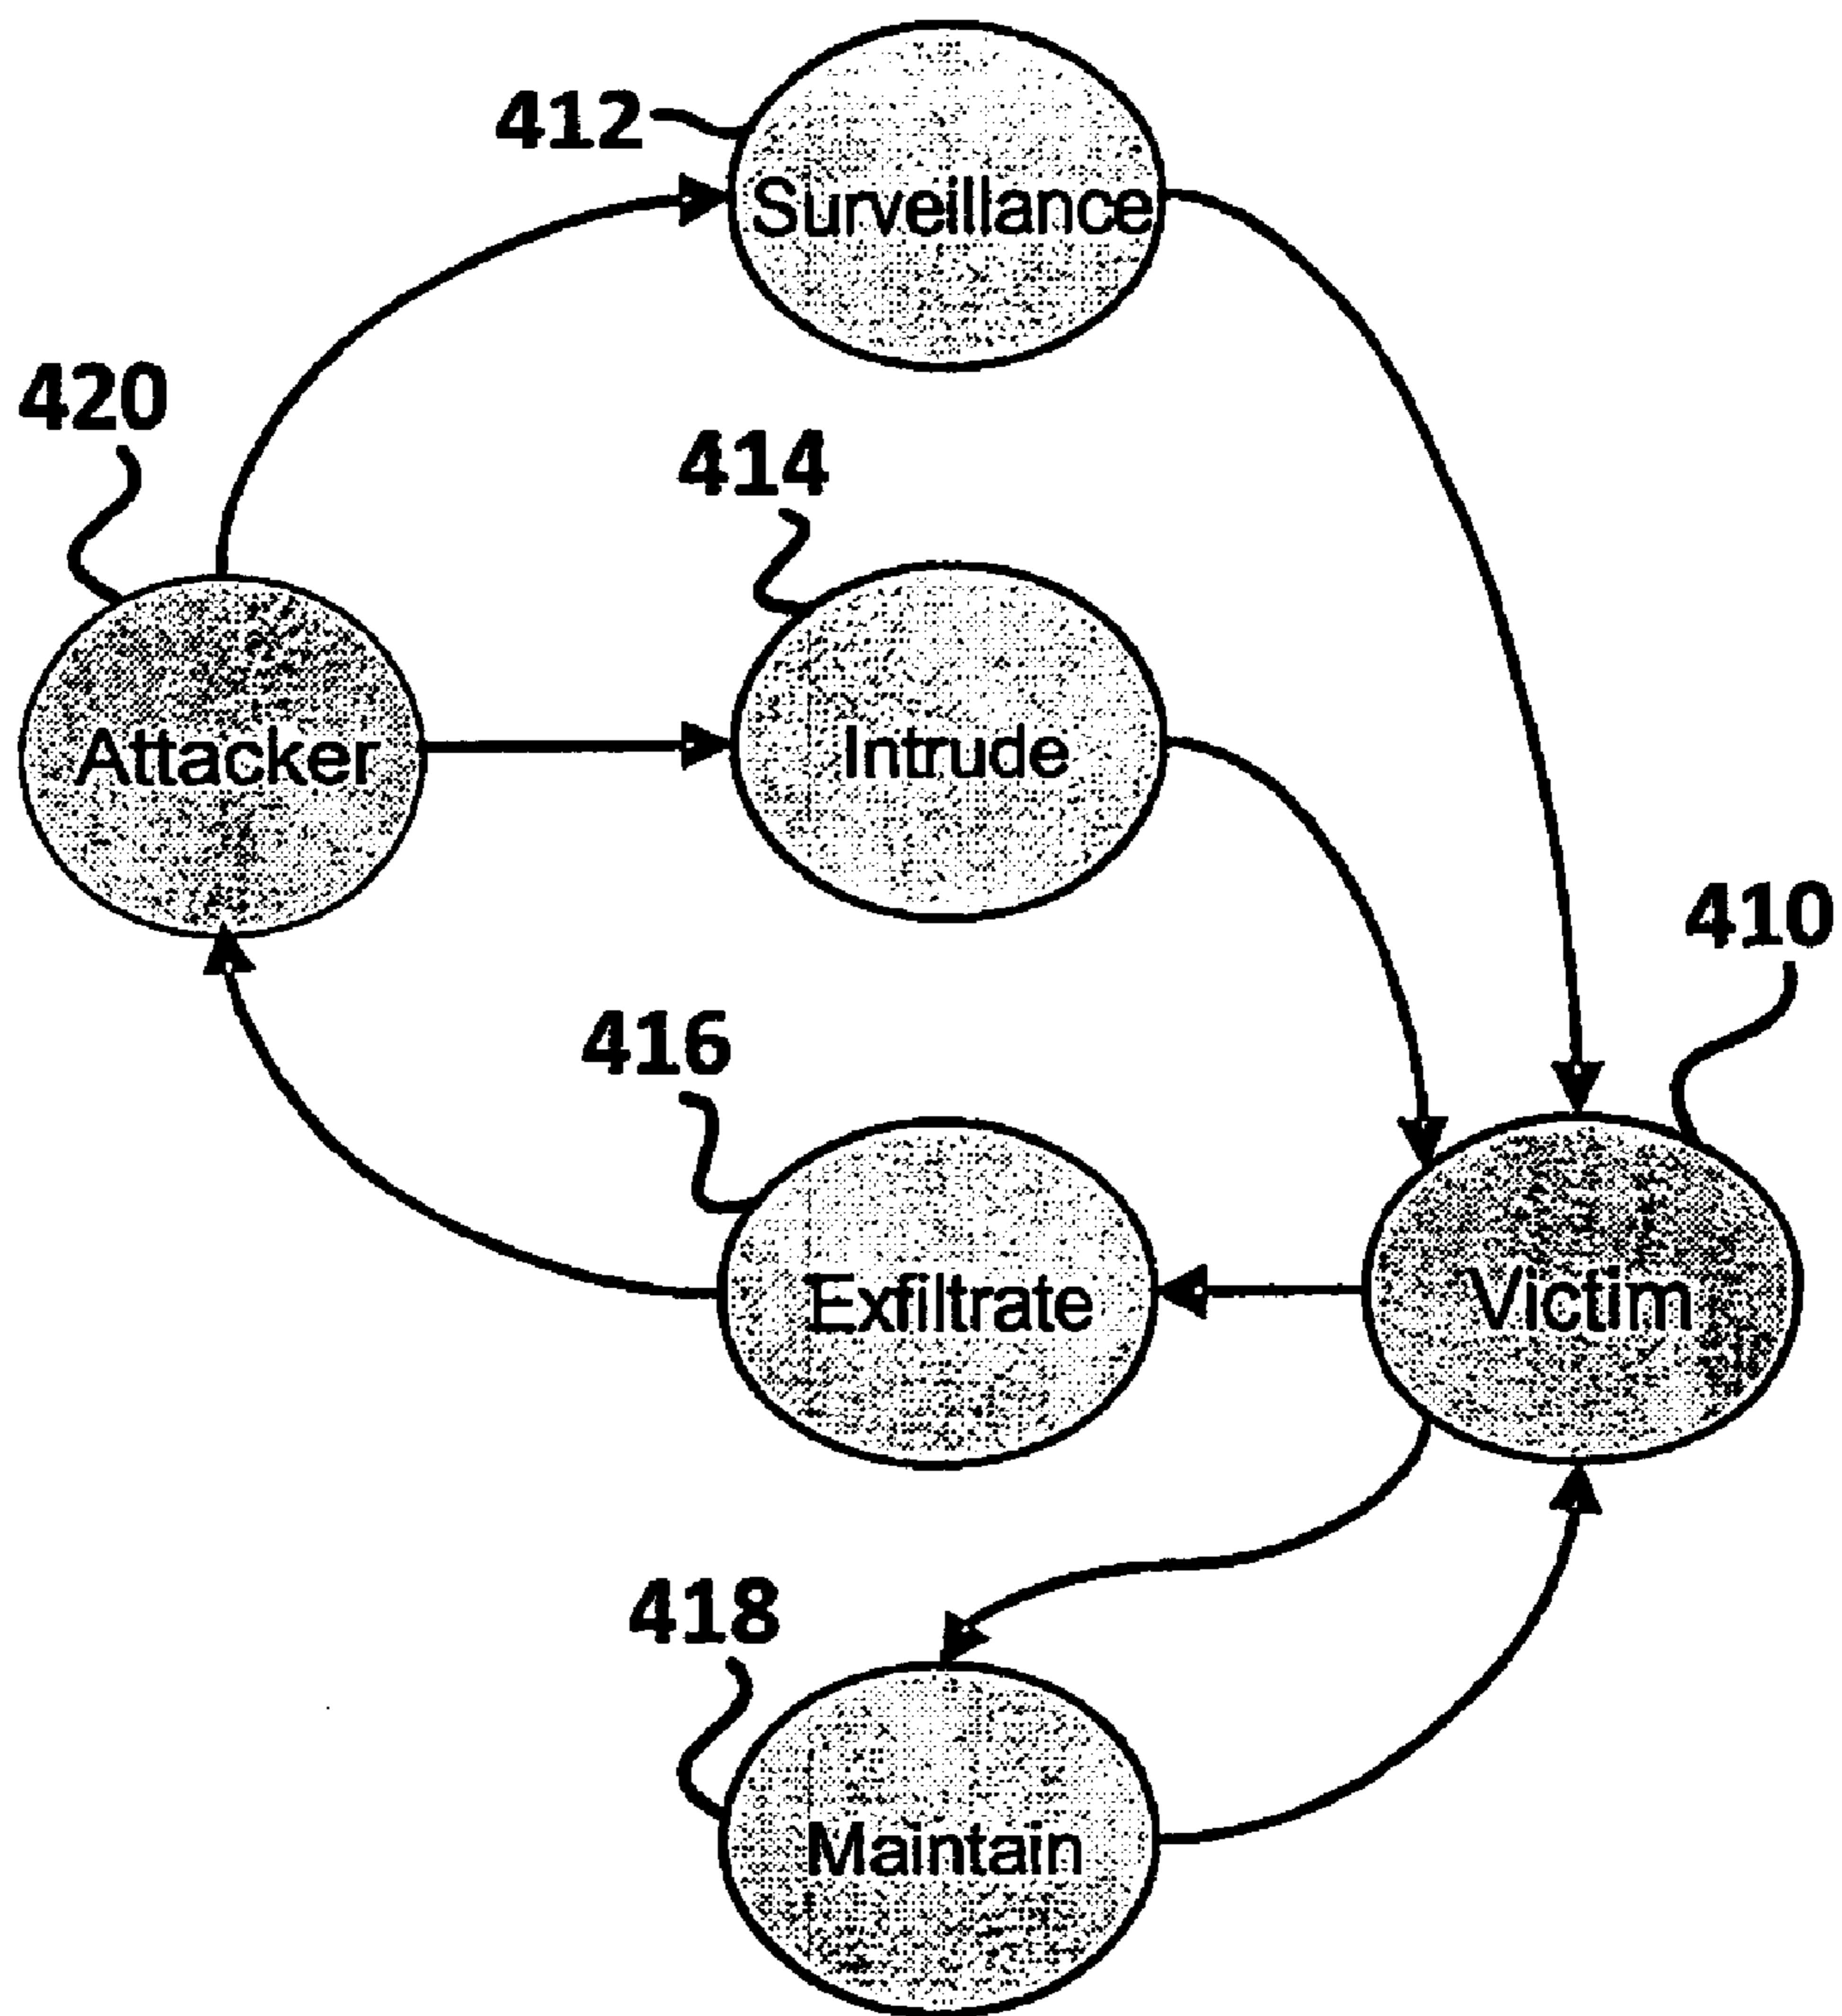 412
Surveillance
420
414
Attacker
Intrude
410
416
Exfiltrate
Victim
418
Maintain